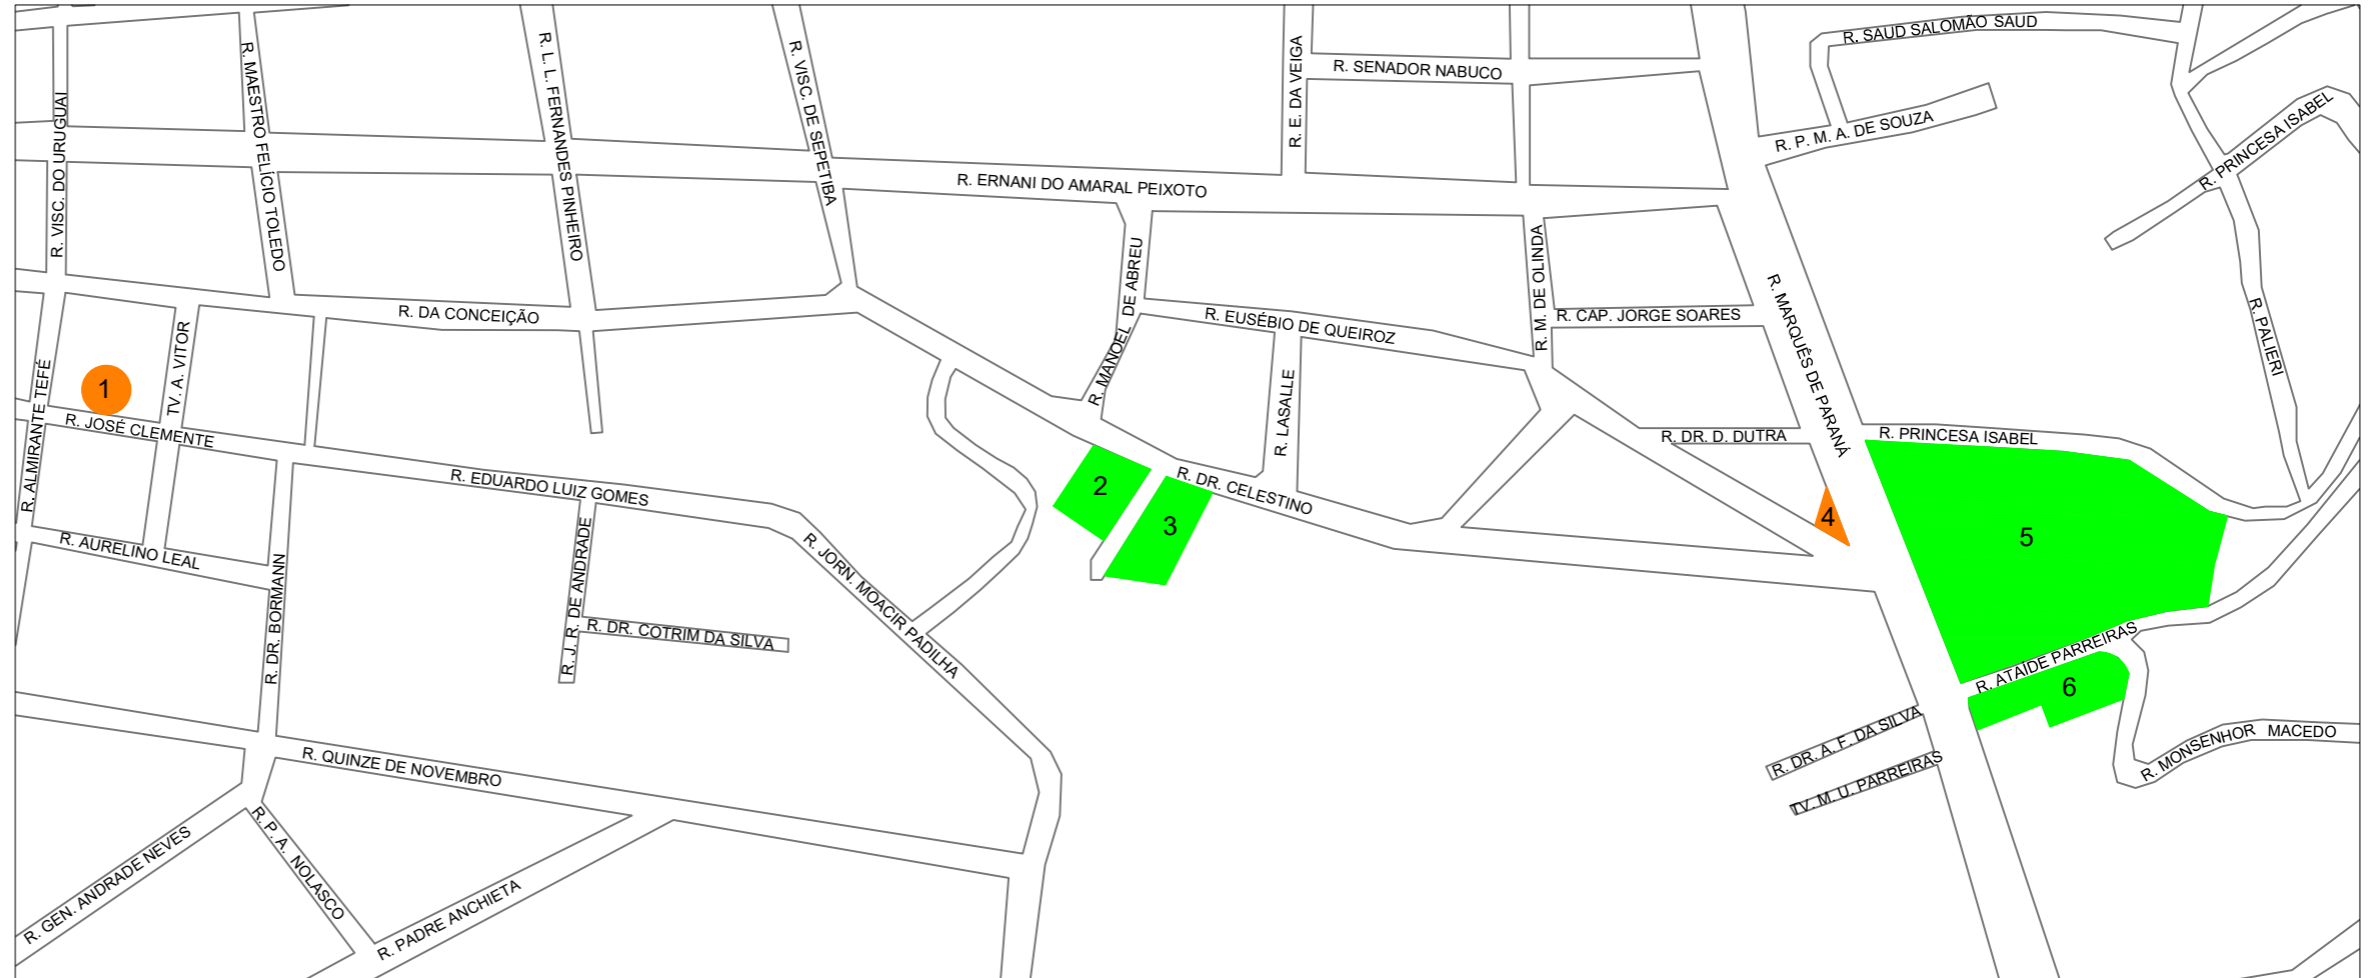 R. SAUD SALOMÃO SAUD
R. SENADOR NABUCO
R. E. DA VEIGA
R. VISC. DE SEPETIBA
R. L. L. FERNANDES PINHEIRO
R. MAESTRO FELÍCIO TOLEDO
R. VISC. DO URUGUAI
R. P. M. A. DE SOUZA
R. PRINCESA ISABEL
R. ERNANI DO AMARAL PEIXOTO
R. MANOEL DE ABREU
R. M. DE OLINDA
R. MARQUÊS DE PARANÁ
R. PALIERI
R. DA CONCEIÇÃO
R. EUSÉBIO DE QUEIROZ
R. CAP. JORGE SOARES
TV. A. VITOR
R. ALMIRANTE TEFÉ
1
R. JOSÉ CLEMENTE
R. LASALLE
R. DR. D. DUTRA
R. PRINCESA ISABEL
R. EDUARDO LUIZ GOMES
2
R. DR. CELESTINO
3
4
5
R. AURELINO LEAL
R. DR. BORMANN
R. J. R. DE ANDRADE
R. JORN. MOACIR PADILHA
R. DR. COTRIM DA SILVA
R. ATAIDE PARREIRAS
6
R. DR. A. F. DA SILVA
TV. M. U. PARREIRAS
R. MONSENHOR MACEDO
R. QUINZE DE NOVEMBRO
R. GEN. ANDRADE NEVES
R. P. A. NOLASCO
R. PADRE ANCHIETA